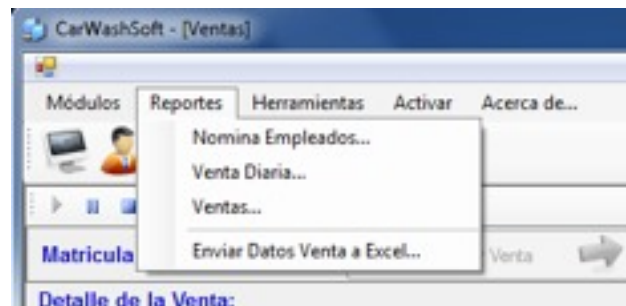 CarWashSoft - [Ventas]
Módulos Reportes Herramientas Activar Acerca de...
Nomina Empleados...
Venta Diaria...
Ventas...
Enviar Datos Venta a Excel...
Matricula
Venta
Detalle de la Venta: